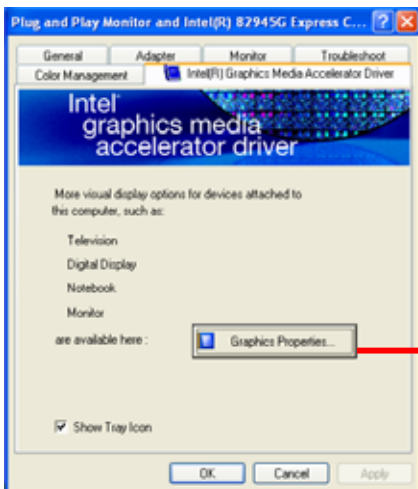 Plug and Play Monitor and Intel(R) 82945G Express C...
General Adapter Monitor Troubleshoot
Color Management Intel(R) Graphics Media Accelerator Driver
Intel®
graphics media
accelerator driver
More visual display options for devices attached to
this computer, such as:
Television
Digital Display
Notebook
Monitor
are available here :
Graphics Properties...
Show Tray Icon
OK Cancel Apply